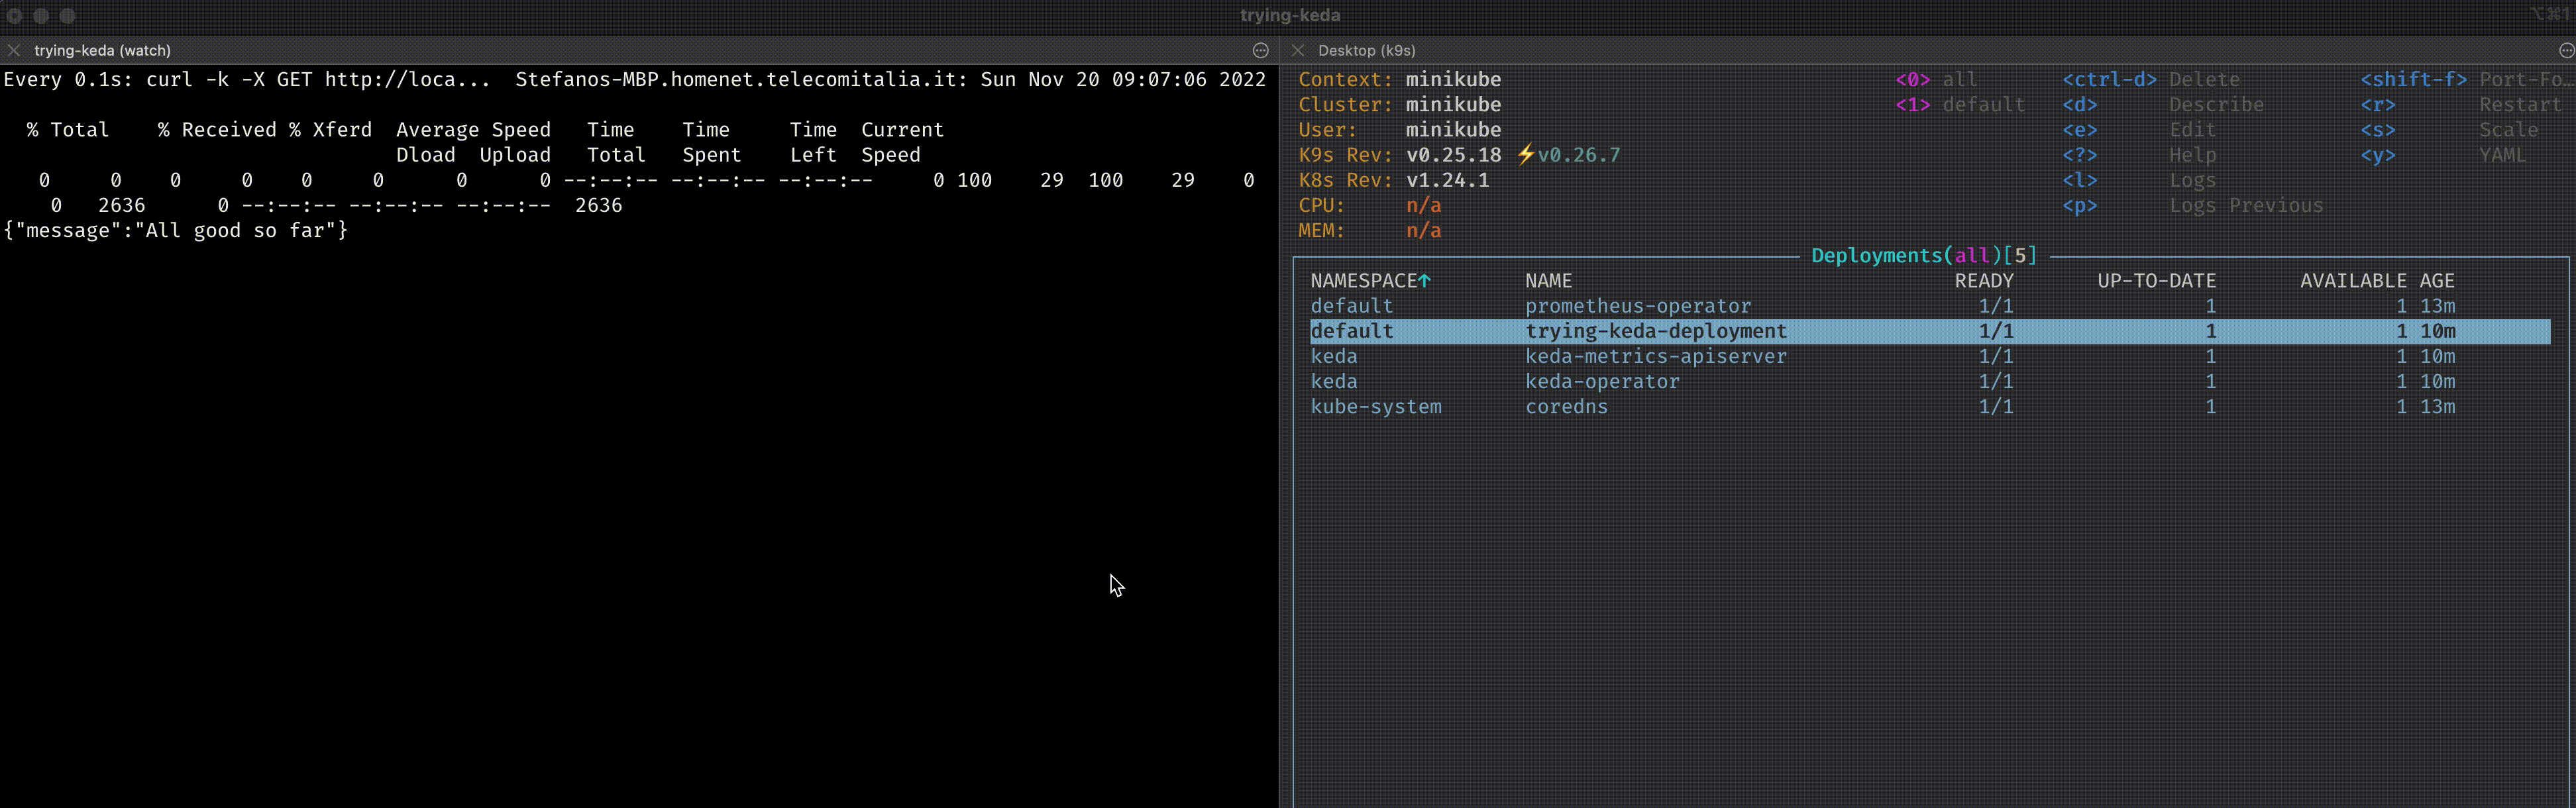 trying-keda
⌥⌘1
trying-keda (watch)
Every 0.1s: curl -k -X GET http://loca... Stefanos-MBP.homenet.telecomitalia.it: Sun Nov 20 09:07:06 2022
% Total % Received % Xferd Average Speed Time Time Time Current
Dload Upload Total Spent Left Speed
0 0 0 0 0 0 0 0 --:--:-- --:--:-- --:--:-- 0 100 29 100 29 0
0 2636 0 --:--:-- --:--:-- --:--:-- 2636
{"message":"All good so far"}
Desktop (k9s)
Context: minikube <0> all <ctrl-d> Delete <shift-f> Port-Fo…
Cluster: minikube <1> default <d> Describe <r> Restart
User: minikube <e> Edit <s> Scale
K9s Rev: v0.25.18 ⚡v0.26.7 <?> Help <y> YAML
K8s Rev: v1.24.1 <l> Logs
CPU: n/a <p> Logs Previous
MEM: n/a
Deployments(all)[5]
NAMESPACE↑ NAME READY UP-TO-DATE AVAILABLE AGE
default prometheus-operator 1/1 1 1 13m
default trying-keda-deployment 1/1 1 1 10m
keda keda-metrics-apiserver 1/1 1 1 10m
keda keda-operator 1/1 1 1 10m
kube-system coredns 1/1 1 1 13m